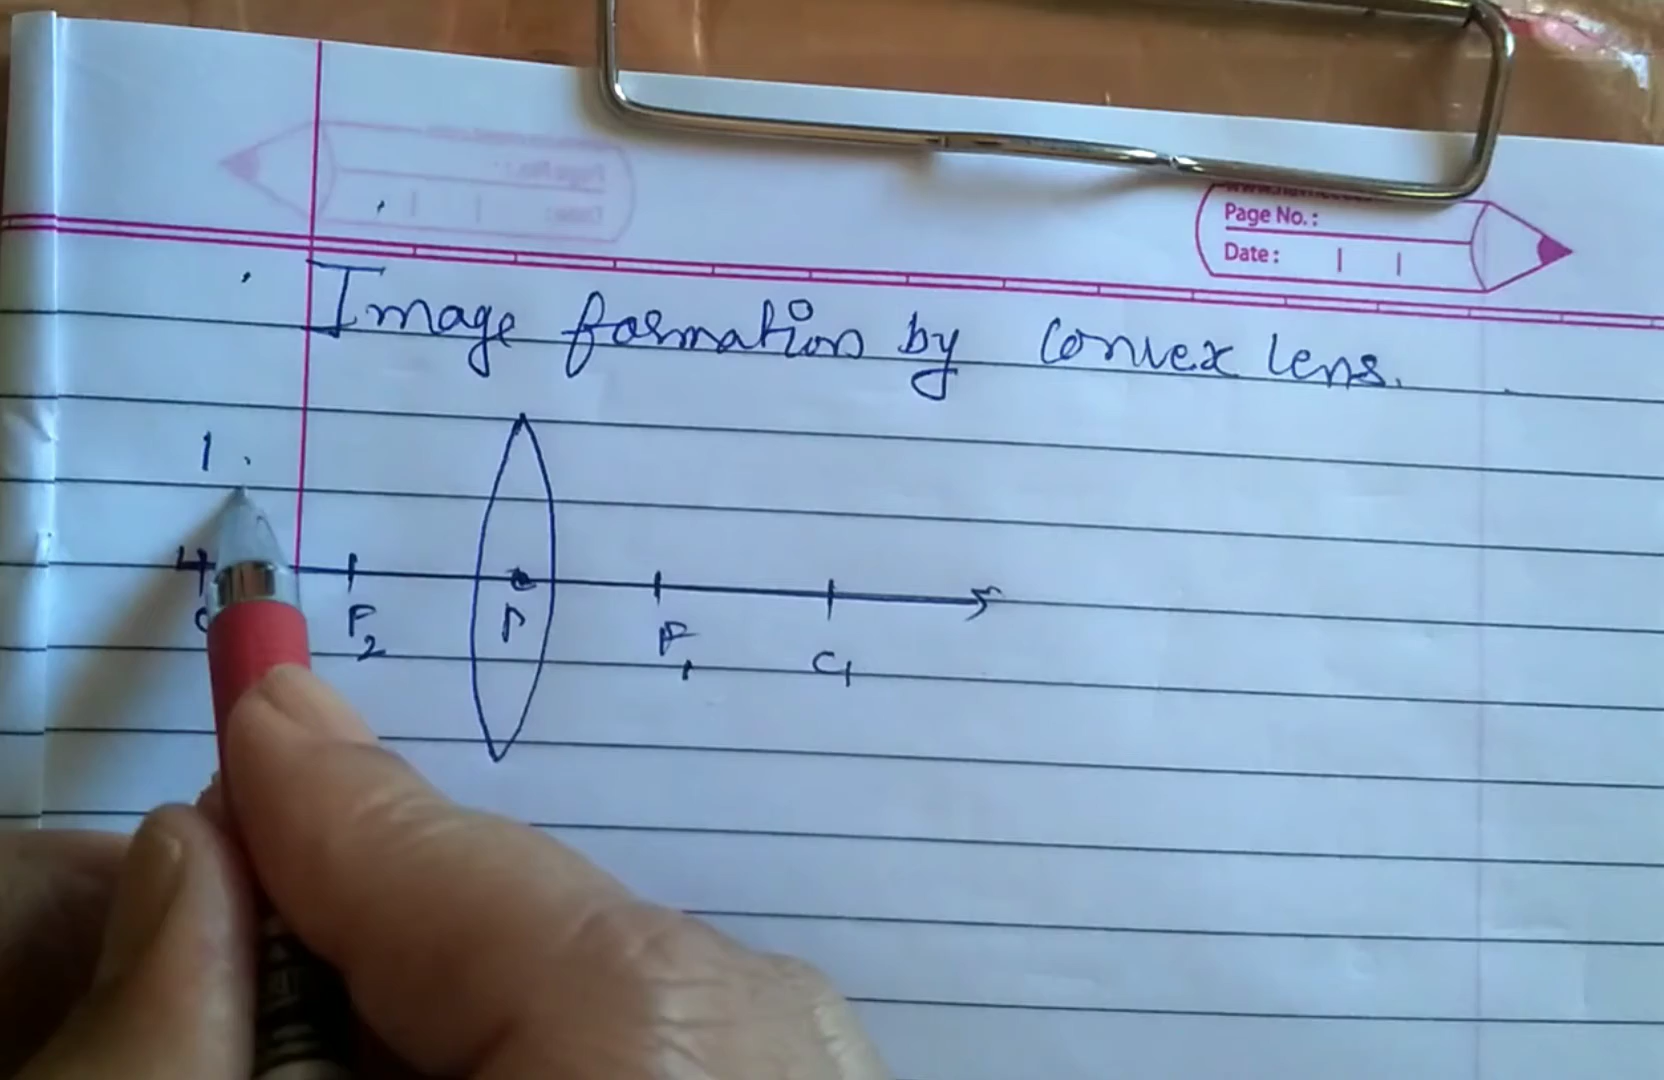 Page No. :
Date :
Image formation by convex lens.
1.
F2 P F1 C1